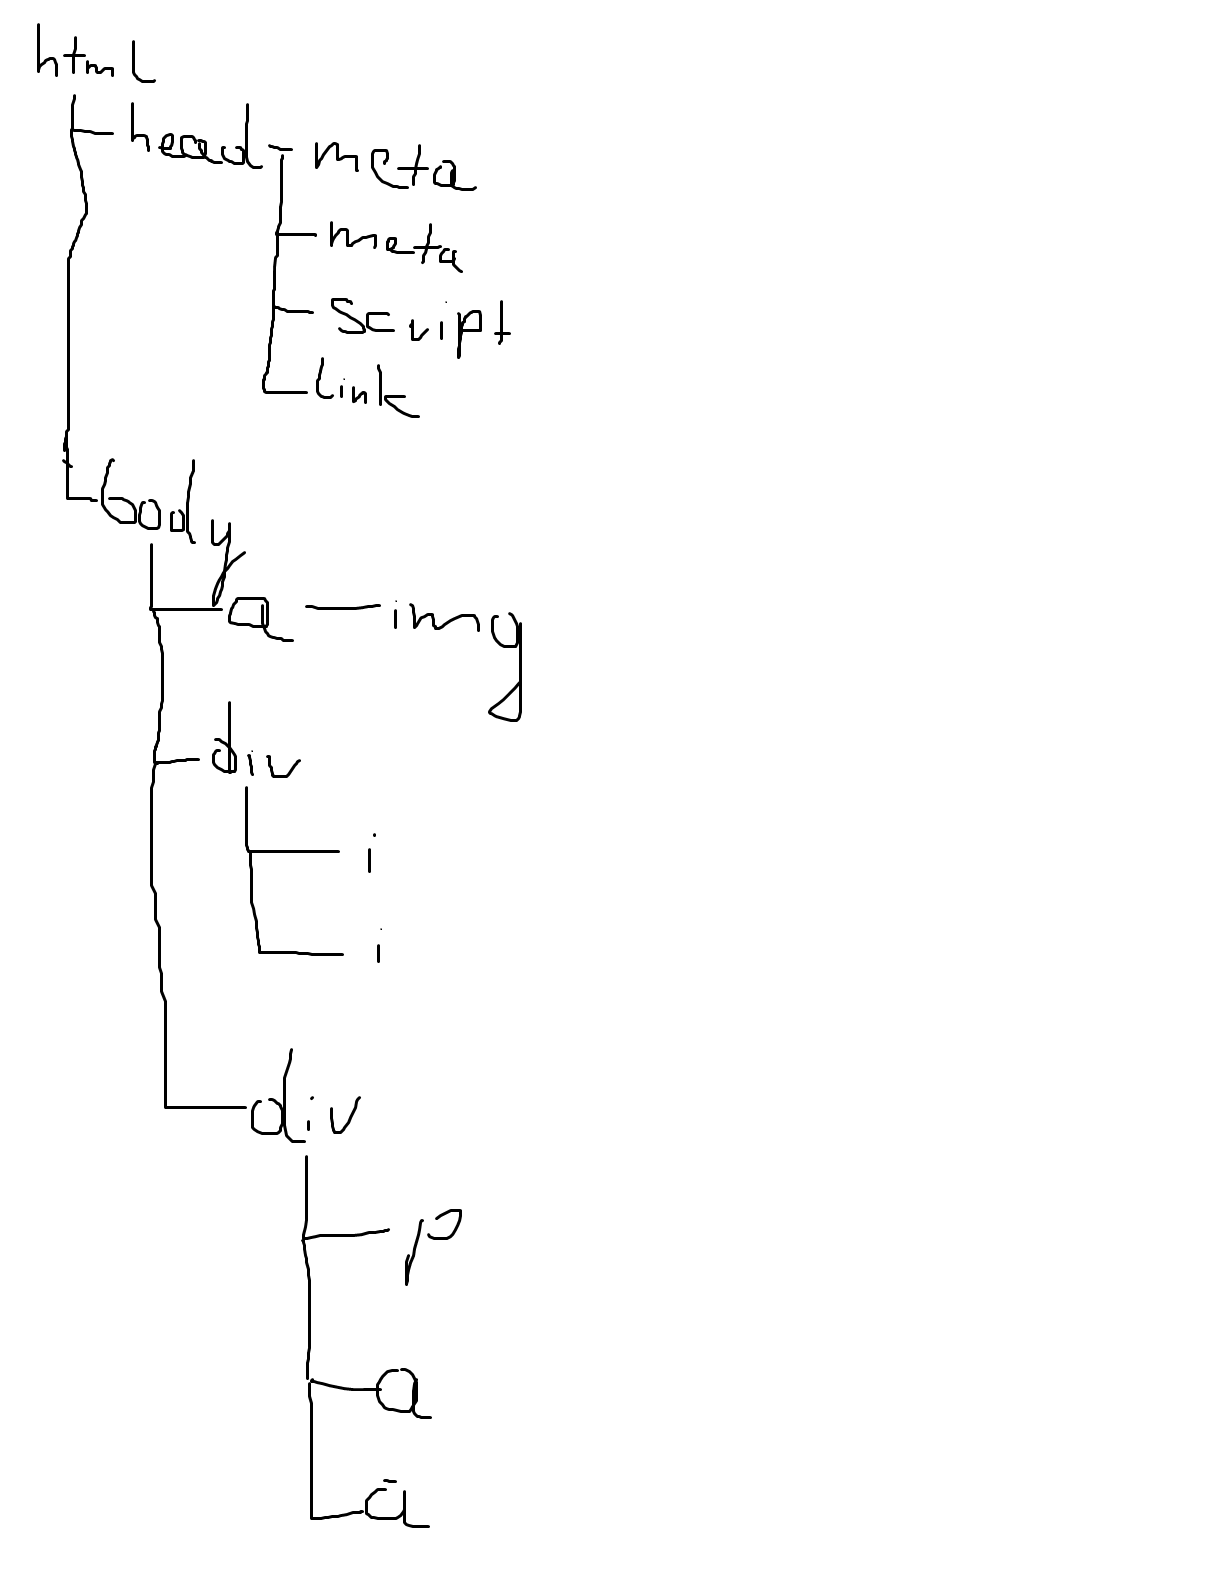 html
head meta
meta
script
link
body
a img
div
i
i
div
p
a
a